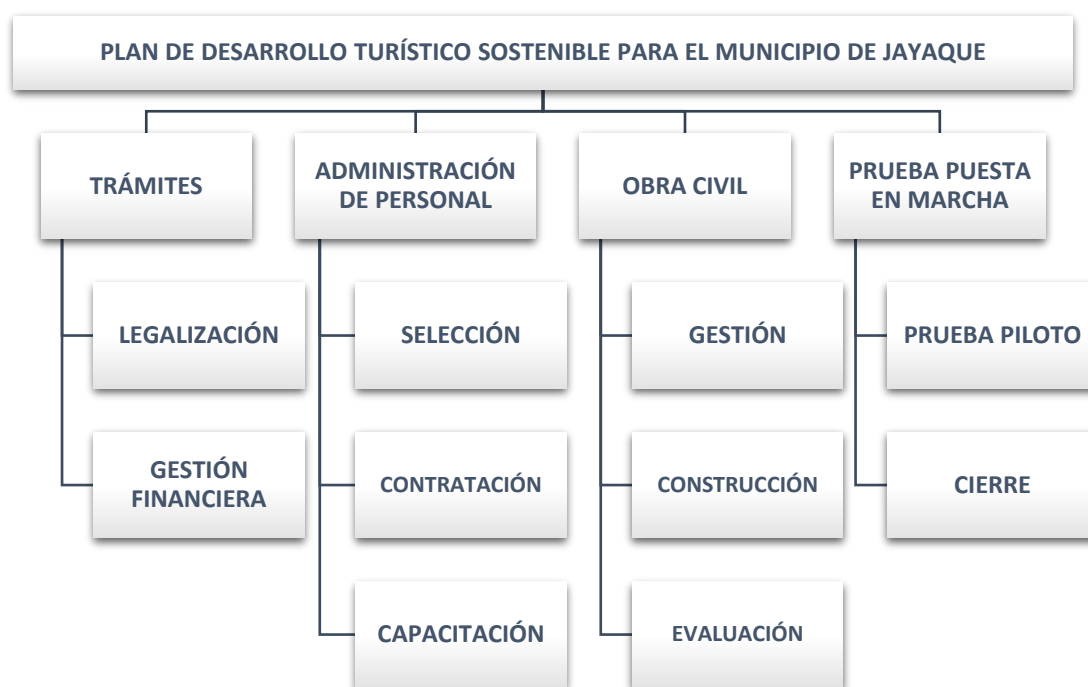 PLAN DE DESARROLLO TURÍSTICO SOSTENIBLE PARA EL MUNICIPIO DE JAYAQUE
TRÁMITES
LEGALIZACIÓN
GESTIÓN
FINANCIERA
ADMINISTRACIÓN
DE PERSONAL
SELECCIÓN
CONTRATACIÓN
CAPACITACIÓN
OBRA CIVIL
GESTIÓN
CONSTRUCCIÓN
EVALUACIÓN
PRUEBA PUESTA
EN MARCHA
PRUEBA PILOTO
CIERRE